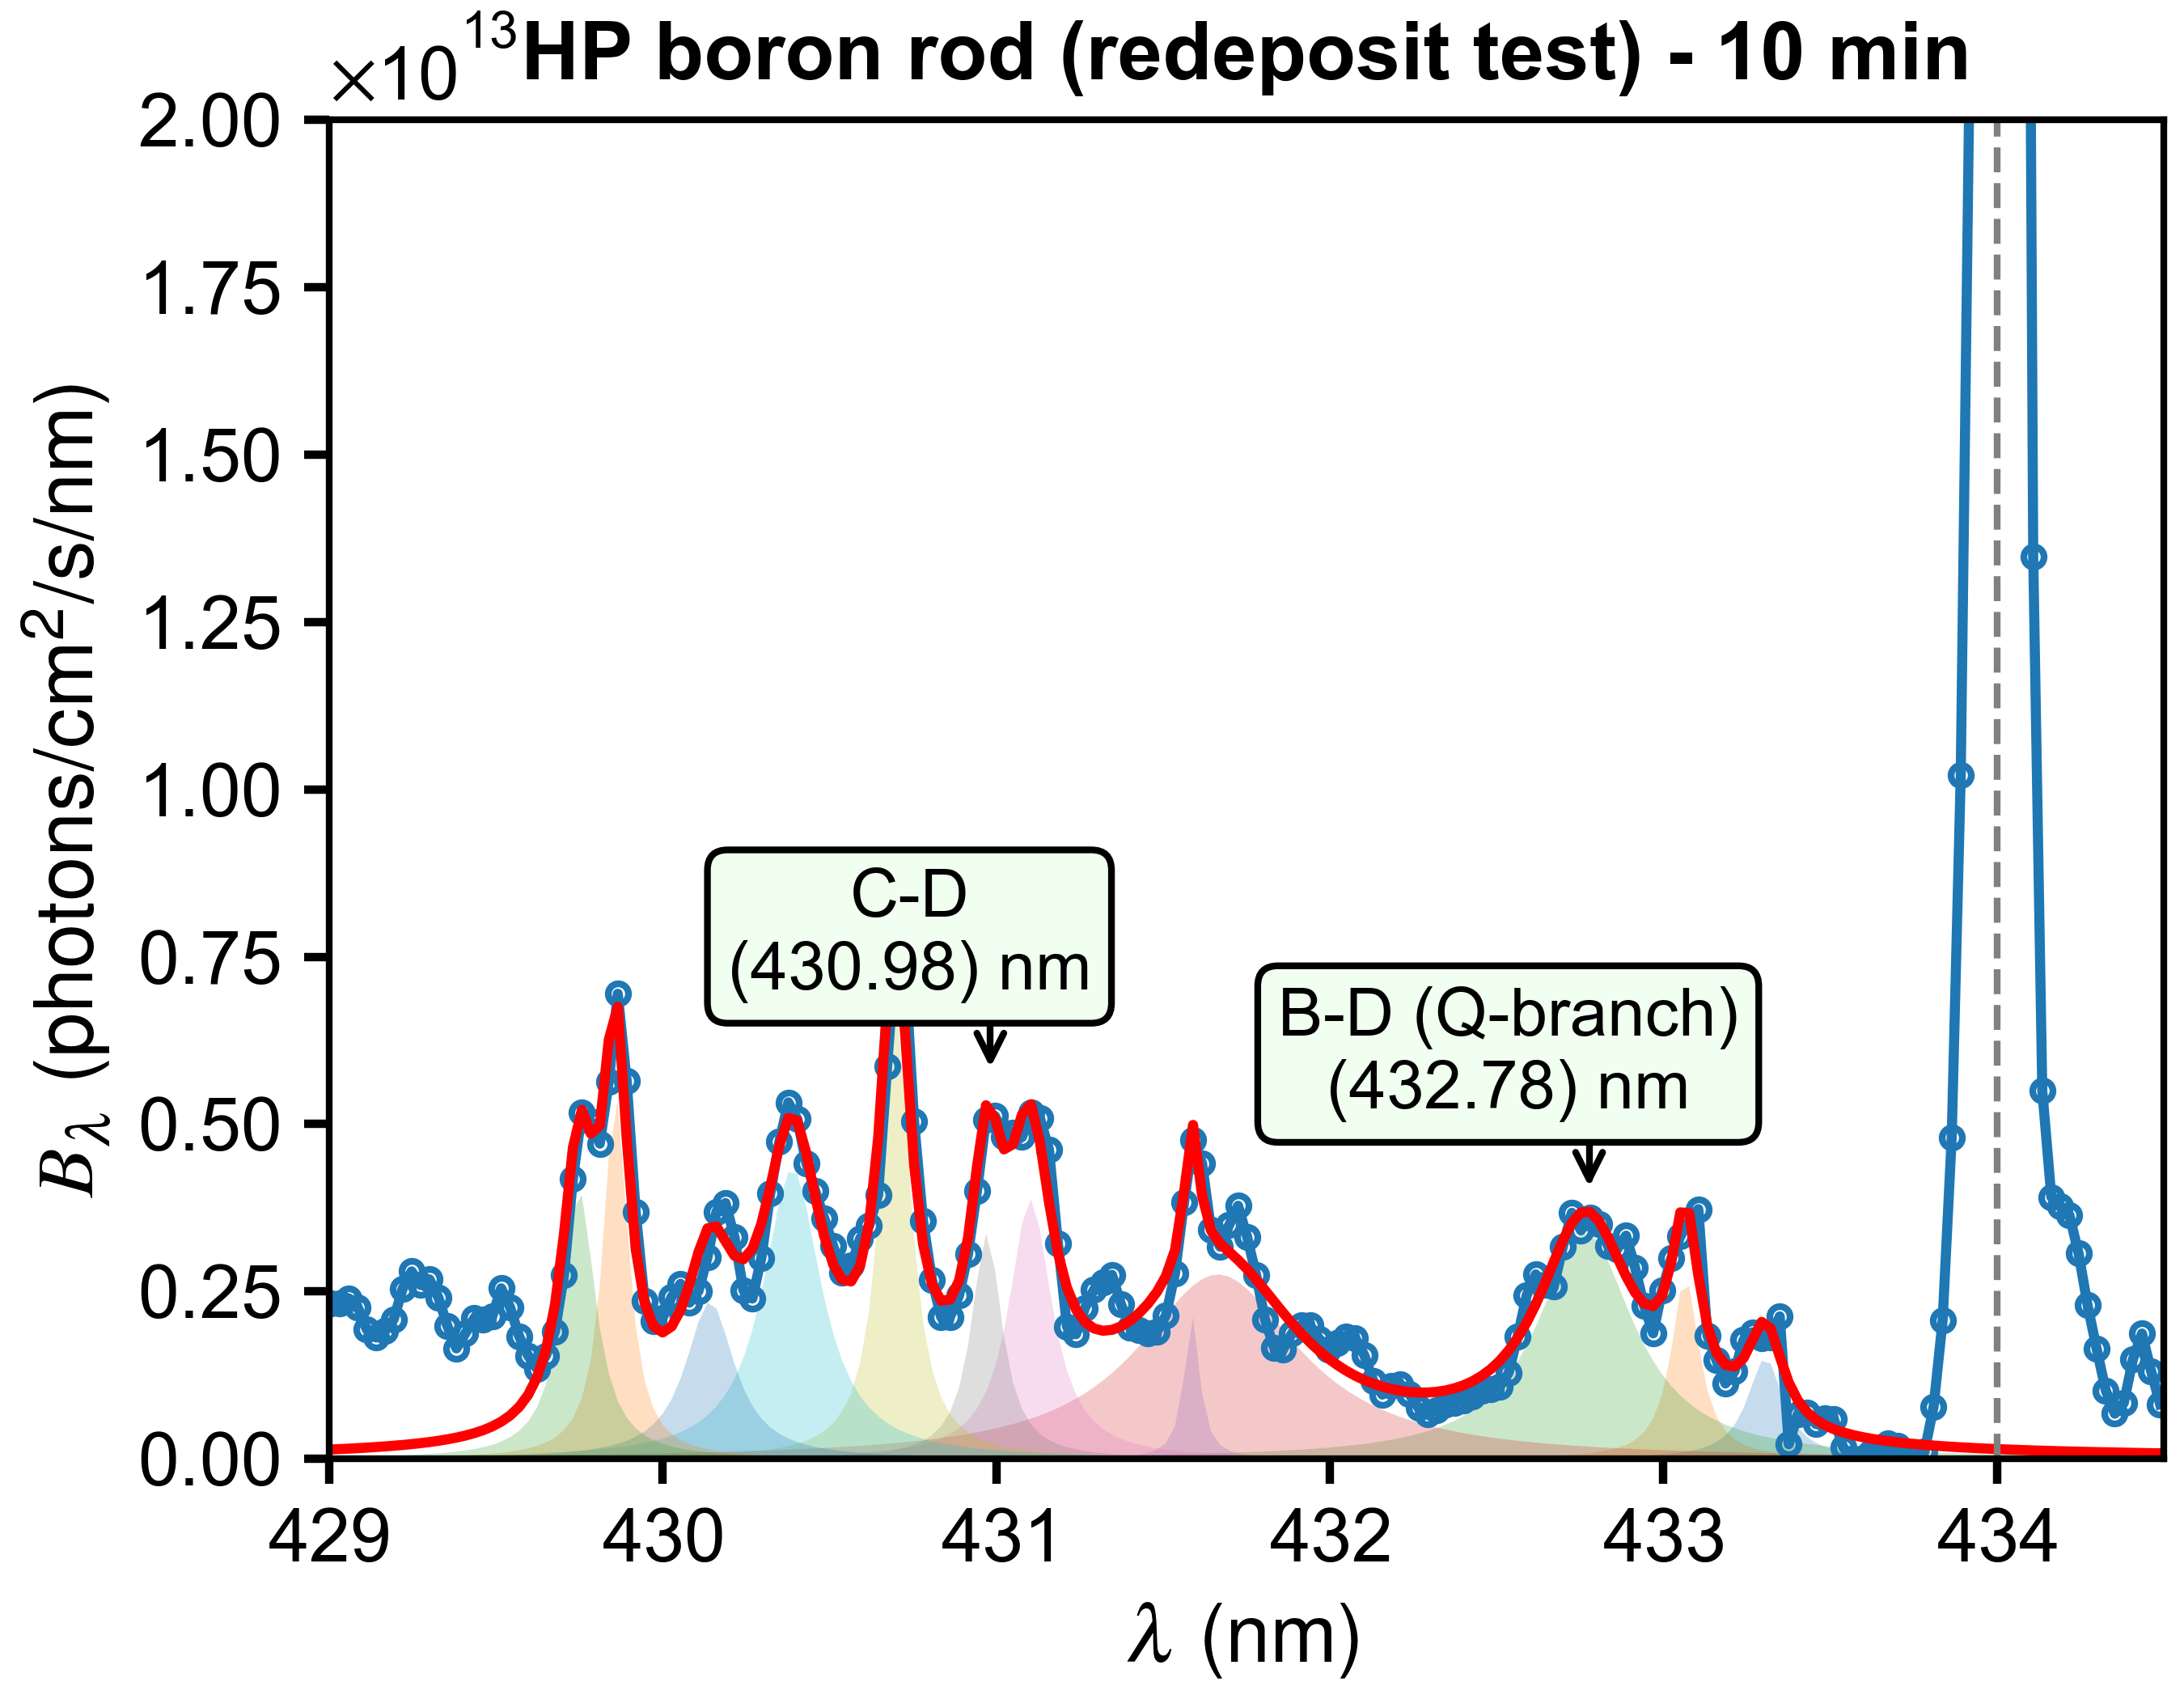 ×10¹³ HP boron rod (redeposit test) - 10 min
2.00
1.75
1.50
1.25
1.00
0.75
0.50
0.25
0.00
B_λ (photons/cm²/s/nm)
C-D
(430.98) nm
B-D (Q-branch)
(432.78) nm
429 430 431 432 433 434
λ (nm)